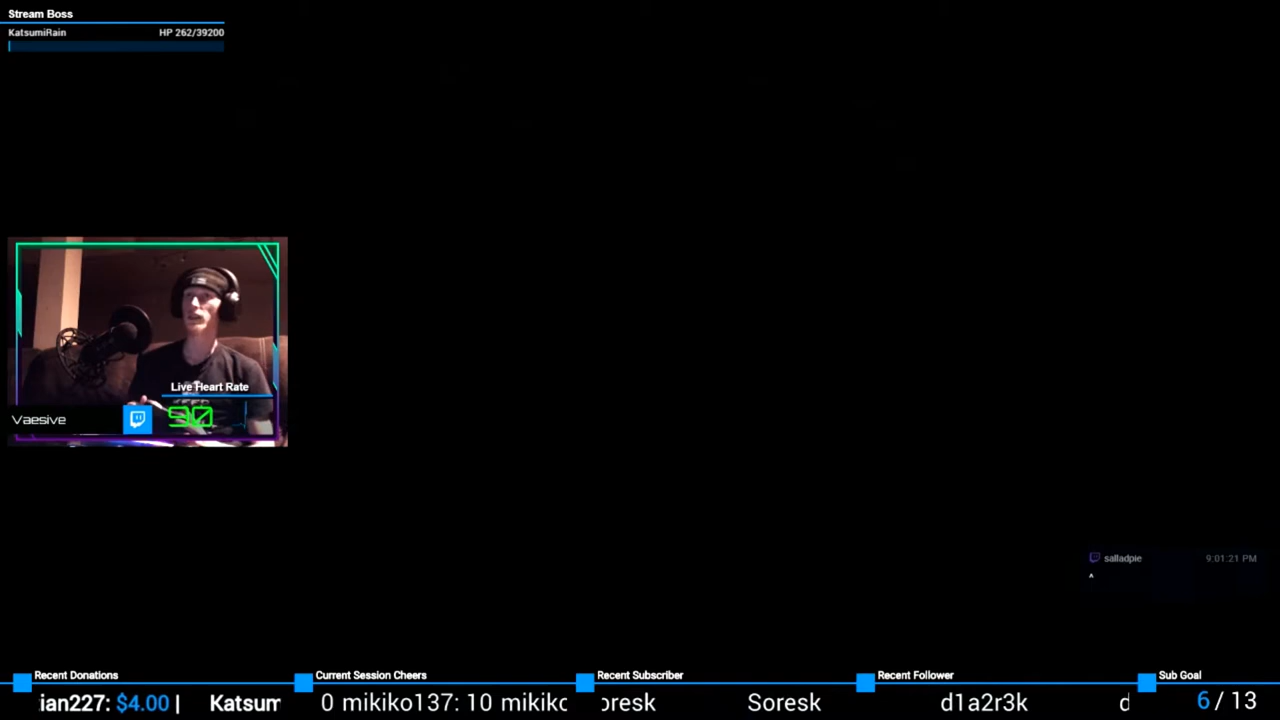 Stream Boss
KatsumiRain HP 262/39200
Live Heart Rate
Vaesive 90
salladpie 9:01:21 PM
^
Recent Donations Current Session Cheers Recent Subscriber Recent Follower Sub Goal
ian227: $4.00 | Katsum 0 mikiko137: 10 mikiko oresk Soresk d1a2r3k d 6 / 13